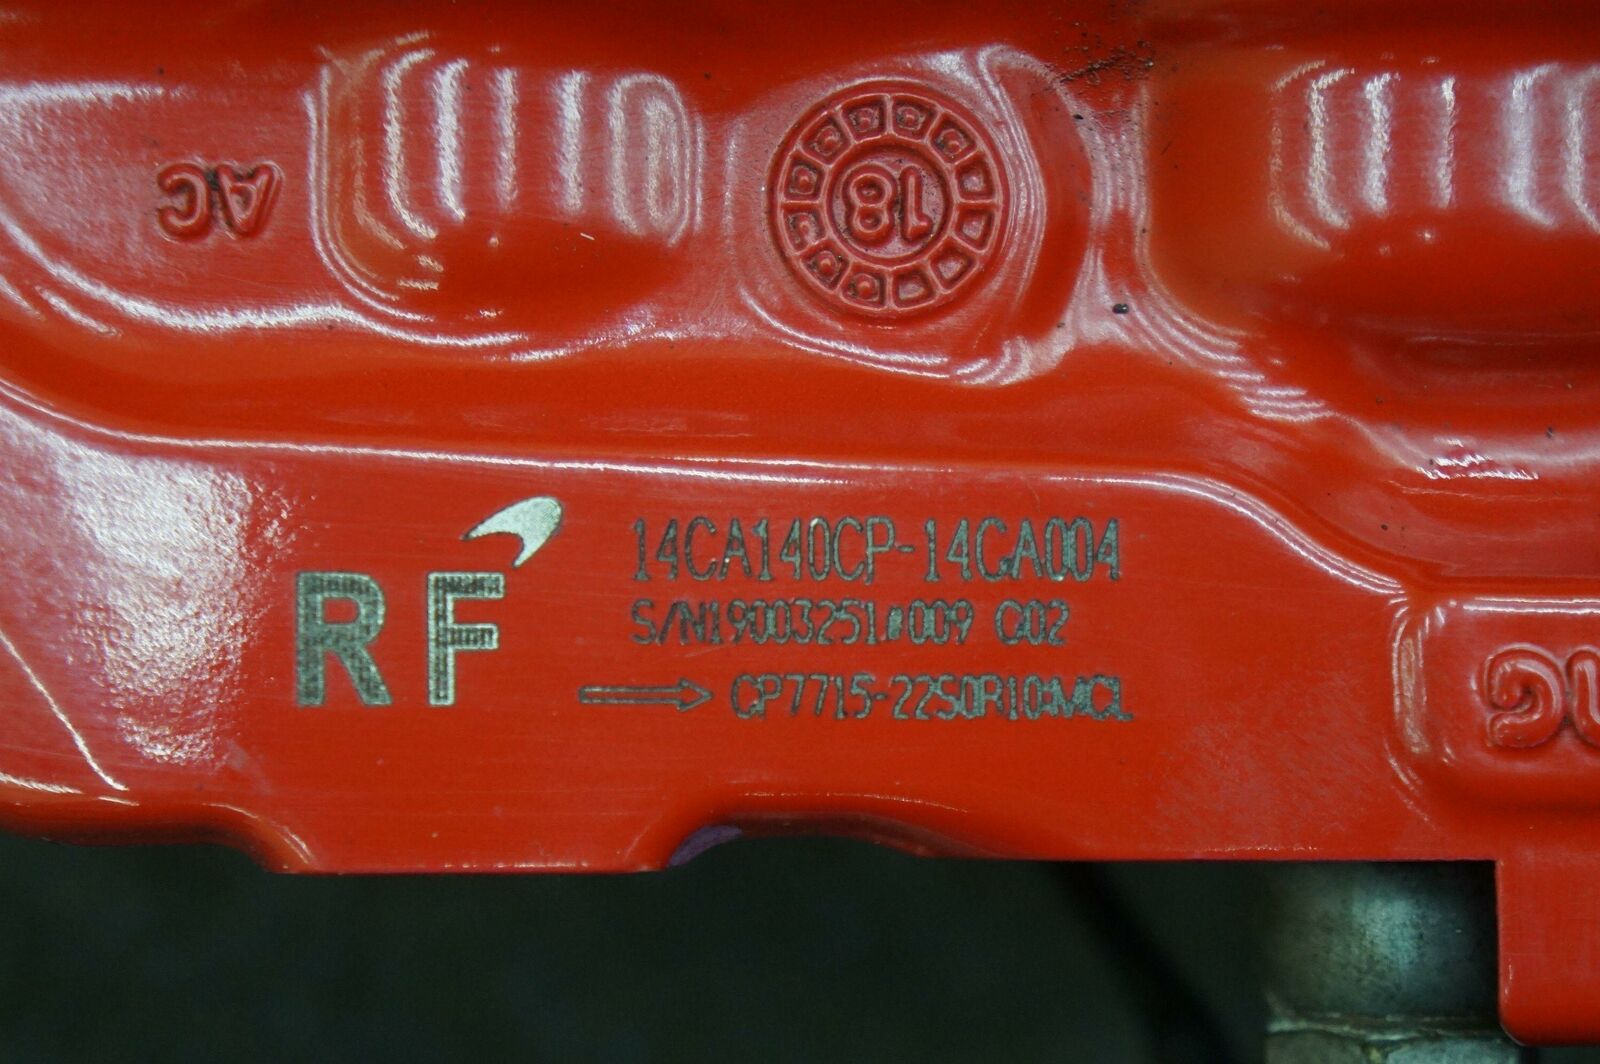 AC
18
RF
14CA140CP-14CA004
S/N19003251#009 C02
CP7715-2250R10#MCL